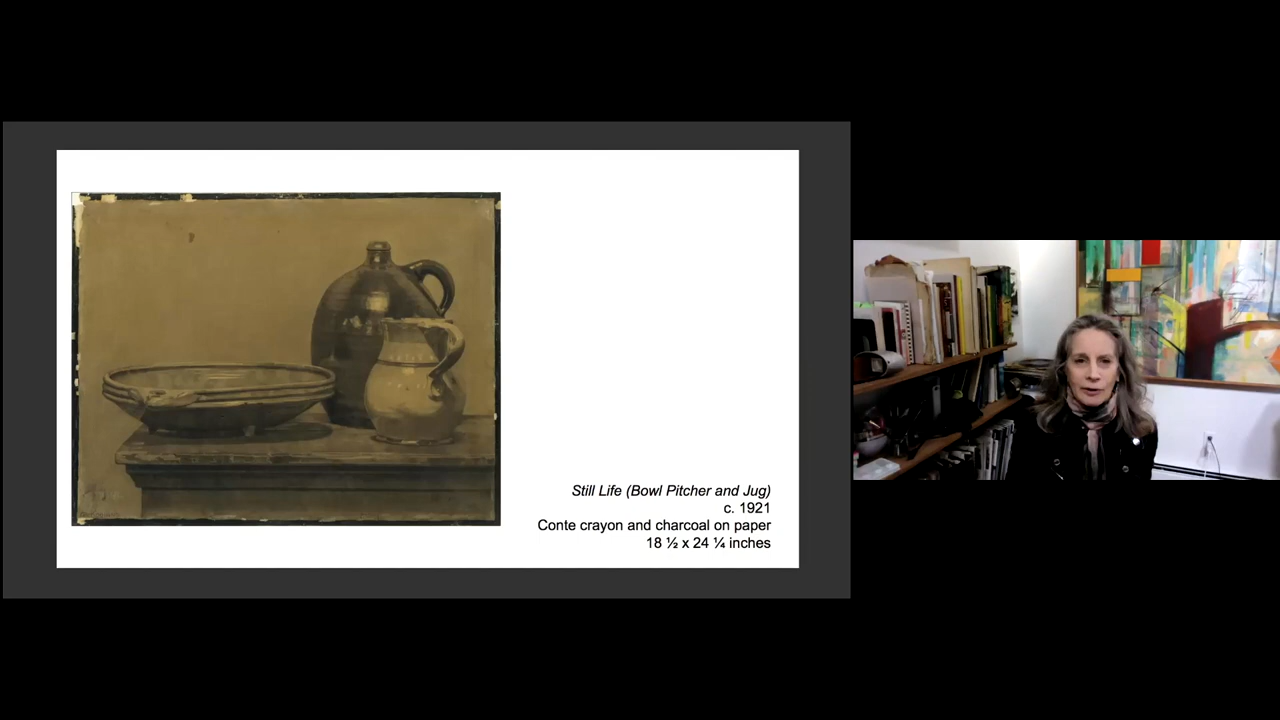 Still Life (Bowl Pitcher and Jug)
c. 1921
Conte crayon and charcoal on paper
18 ½ x 24 ¼ inches